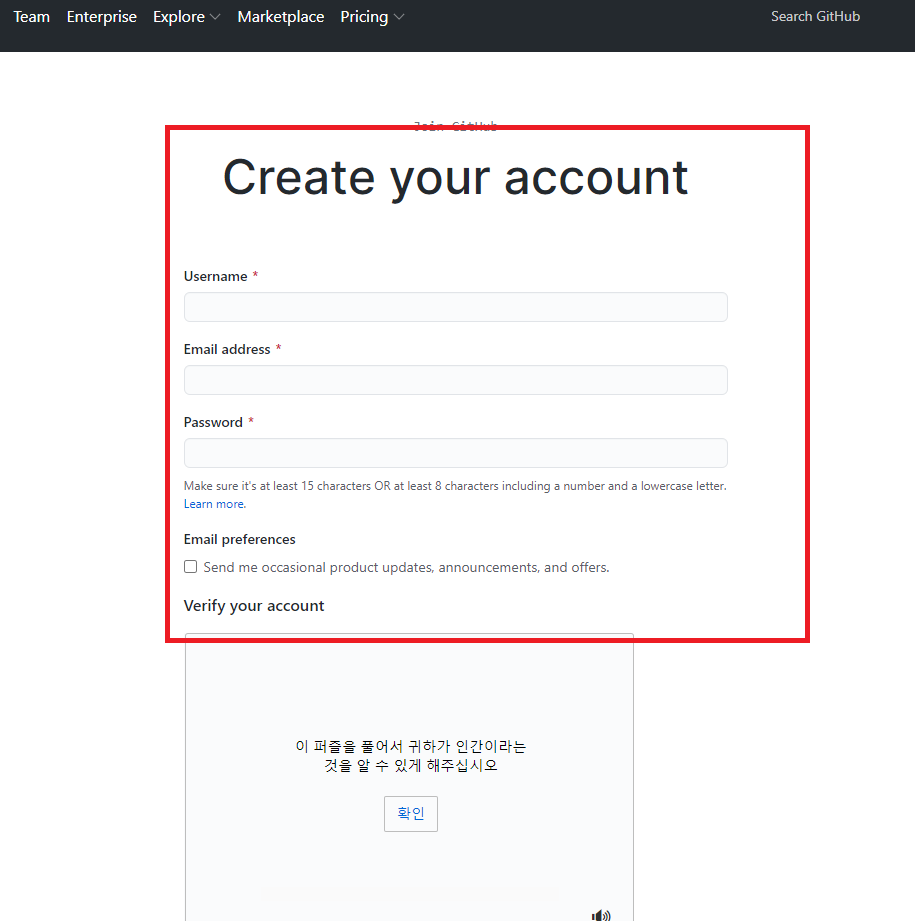 Team Enterprise Explore Marketplace Pricing Search GitHub
Join GitHub
Create your account
Username *
Email address *
Password *
Make sure it's at least 15 characters OR at least 8 characters including a number and a lowercase letter.
Learn more.
Email preferences
Send me occasional product updates, announcements, and offers.
Verify your account
이 퍼즐을 풀어서 귀하가 인간이라는
것을 알 수 있게 해주십시오
확인